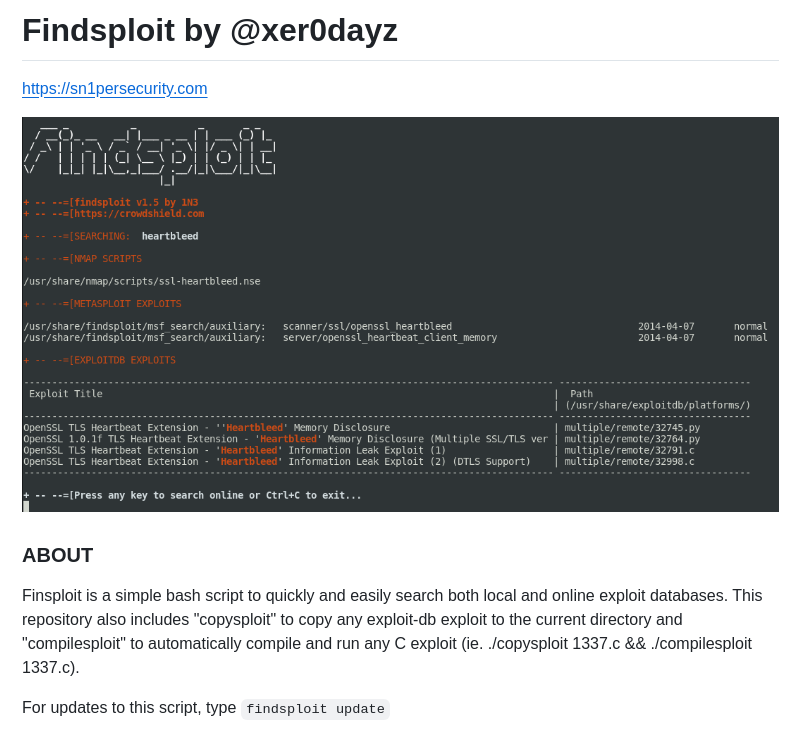 Findsploit by @xer0dayz
https://sn1persecurity.com
+ -- --=[findsploit v1.5 by 1N3
+ -- --=[https://crowdshield.com
+ -- --=[SEARCHING:  heartbleed
+ -- --=[NMAP SCRIPTS
/usr/share/nmap/scripts/ssl-heartbleed.nse
+ -- --=[METASPLOIT EXPLOITS
/usr/share/findsploit/msf_search/auxiliary:   scanner/ssl/openssl_heartbleed   2014-04-07   normal
/usr/share/findsploit/msf_search/auxiliary:   server/openssl_heartbeat_client_memory   2014-04-07   normal
+ -- --=[EXPLOITDB EXPLOITS
Exploit Title | Path
| (/usr/share/exploitdb/platforms/)
OpenSSL TLS Heartbeat Extension - ''Heartbleed' Memory Disclosure | multiple/remote/32745.py
OpenSSL 1.0.1f TLS Heartbeat Extension - 'Heartbleed' Memory Disclosure (Multiple SSL/TLS ver | multiple/remote/32764.py
OpenSSL TLS Heartbeat Extension - 'Heartbleed' Information Leak Exploit (1) | multiple/remote/32791.c
OpenSSL TLS Heartbeat Extension - 'Heartbleed' Information Leak Exploit (2) (DTLS Support) | multiple/remote/32998.c
+ -- --=[Press any key to search online or Ctrl+C to exit...
ABOUT
Finsploit is a simple bash script to quickly and easily search both local and online exploit databases. This
repository also includes "copysploit" to copy any exploit-db exploit to the current directory and
"compilesploit" to automatically compile and run any C exploit (ie. ./copysploit 1337.c && ./compilesploit
1337.c).
For updates to this script, type findsploit update